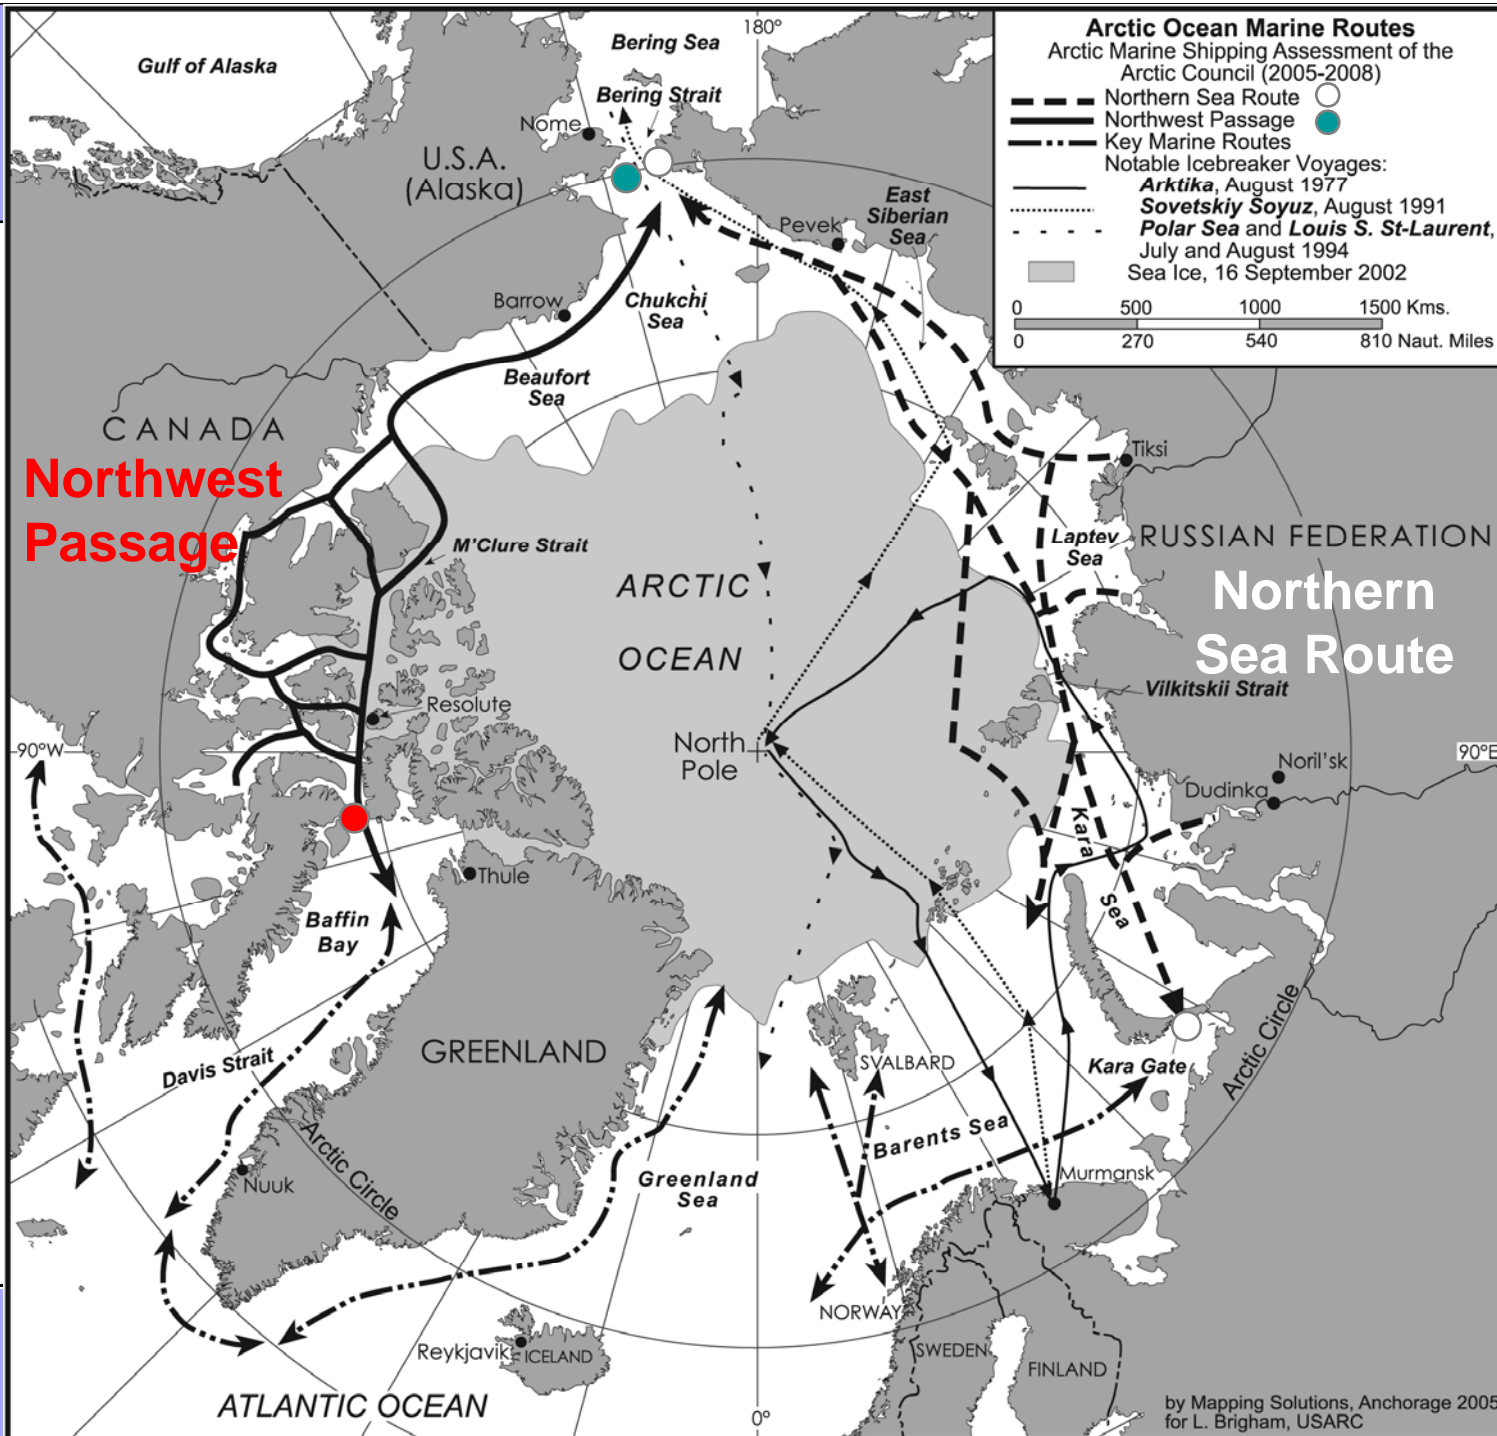 180°
Gulf of Alaska
Bering Sea
Bering Strait
Nome
U.S.A.
(Alaska)
Arctic Ocean Marine Routes
Arctic Marine Shipping Assessment of the
Arctic Council (2005-2008)
Northern Sea Route
Northwest Passage
Key Marine Routes
Notable Icebreaker Voyages:
Arktika, August 1977
Sovetskiy Soyuz, August 1991
Polar Sea and Louis S. St-Laurent,
July and August 1994
Sea Ice, 16 September 2002
0 500 1000 1500 Kms.
0 270 540 810 Naut. Miles
East
Siberian
Sea
Pevek
Barrow
Chukchi
Sea
Beaufort
Sea
CANADA
Northwest
Passage
Tiksi
M'Clure Strait
Laptev
Sea
RUSSIAN FEDERATION
Northern
Sea Route
ARCTIC
OCEAN
Vilkitskii Strait
Resolute
90°W
North
Pole
90°E
Noril'sk
Dudinka
Kara
Sea
Thule
Baffin
Bay
Davis Strait
GREENLAND
SVALBARD
Kara Gate
Arctic Circle
Barents Sea
Arctic Circle
Nuuk
Greenland
Sea
Murmansk
NORWAY
Reykjavik
ICELAND
SWEDEN
FINLAND
ATLANTIC OCEAN
0°
by Mapping Solutions, Anchorage 2005
for L. Brigham, USARC